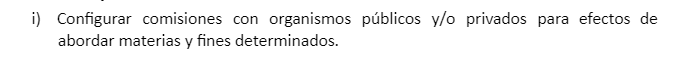 i) Configurar comisiones con organismos públicos y/o privados para efectos de
abordar materias y fines determinados.